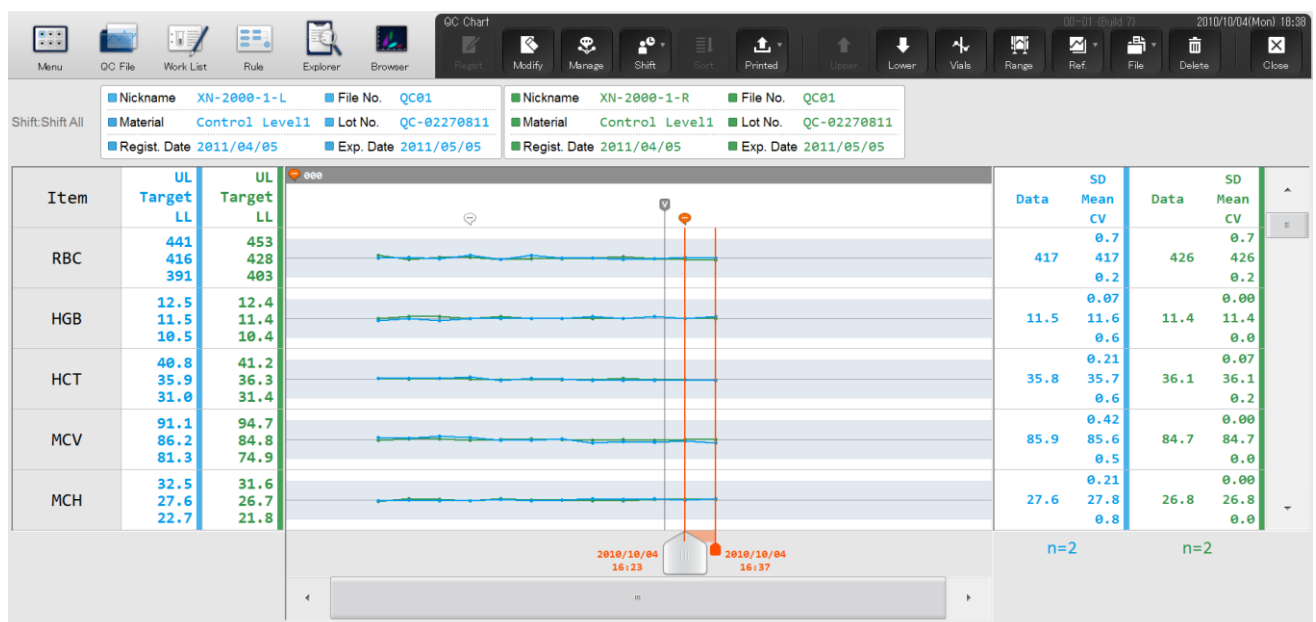 QC Chart 00-01 (Build 7) 2010/10/04(Mon) 18:38
Menu QC File Work List Rule Explorer Browser Regist. Modify Manage Shift Sort Printed Upper Lower Vials Range Ref. File Delete Close
Shift:Shift All
Nickname XN-2000-1-L File No. QC01
Material Control Level1 Lot No. QC-02270811
Regist. Date 2011/04/05 Exp. Date 2011/05/05
Nickname XN-2000-1-R File No. QC01
Material Control Level1 Lot No. QC-02270811
Regist. Date 2011/04/05 Exp. Date 2011/05/05
UL UL 000 SD SD
Item Target Target V Data Mean Data Mean
LL LL CV CV
441 453 0.7 0.7
RBC 416 428 417 417 426 426
391 403 0.2 0.2
12.5 12.4 0.07 0.00
HGB 11.5 11.4 11.5 11.6 11.4 11.4
10.5 10.4 0.6 0.0
40.8 41.2 0.21 0.07
HCT 35.9 36.3 35.8 35.7 36.1 36.1
31.0 31.4 0.6 0.2
91.1 94.7 0.42 0.00
MCV 86.2 84.8 85.9 85.6 84.7 84.7
81.3 74.9 0.5 0.0
32.5 31.6 0.21 0.00
MCH 27.6 26.7 27.6 27.8 26.8 26.8
22.7 21.8 0.8 0.0
2010/10/04 2010/10/04 n=2 n=2
16:23 16:37